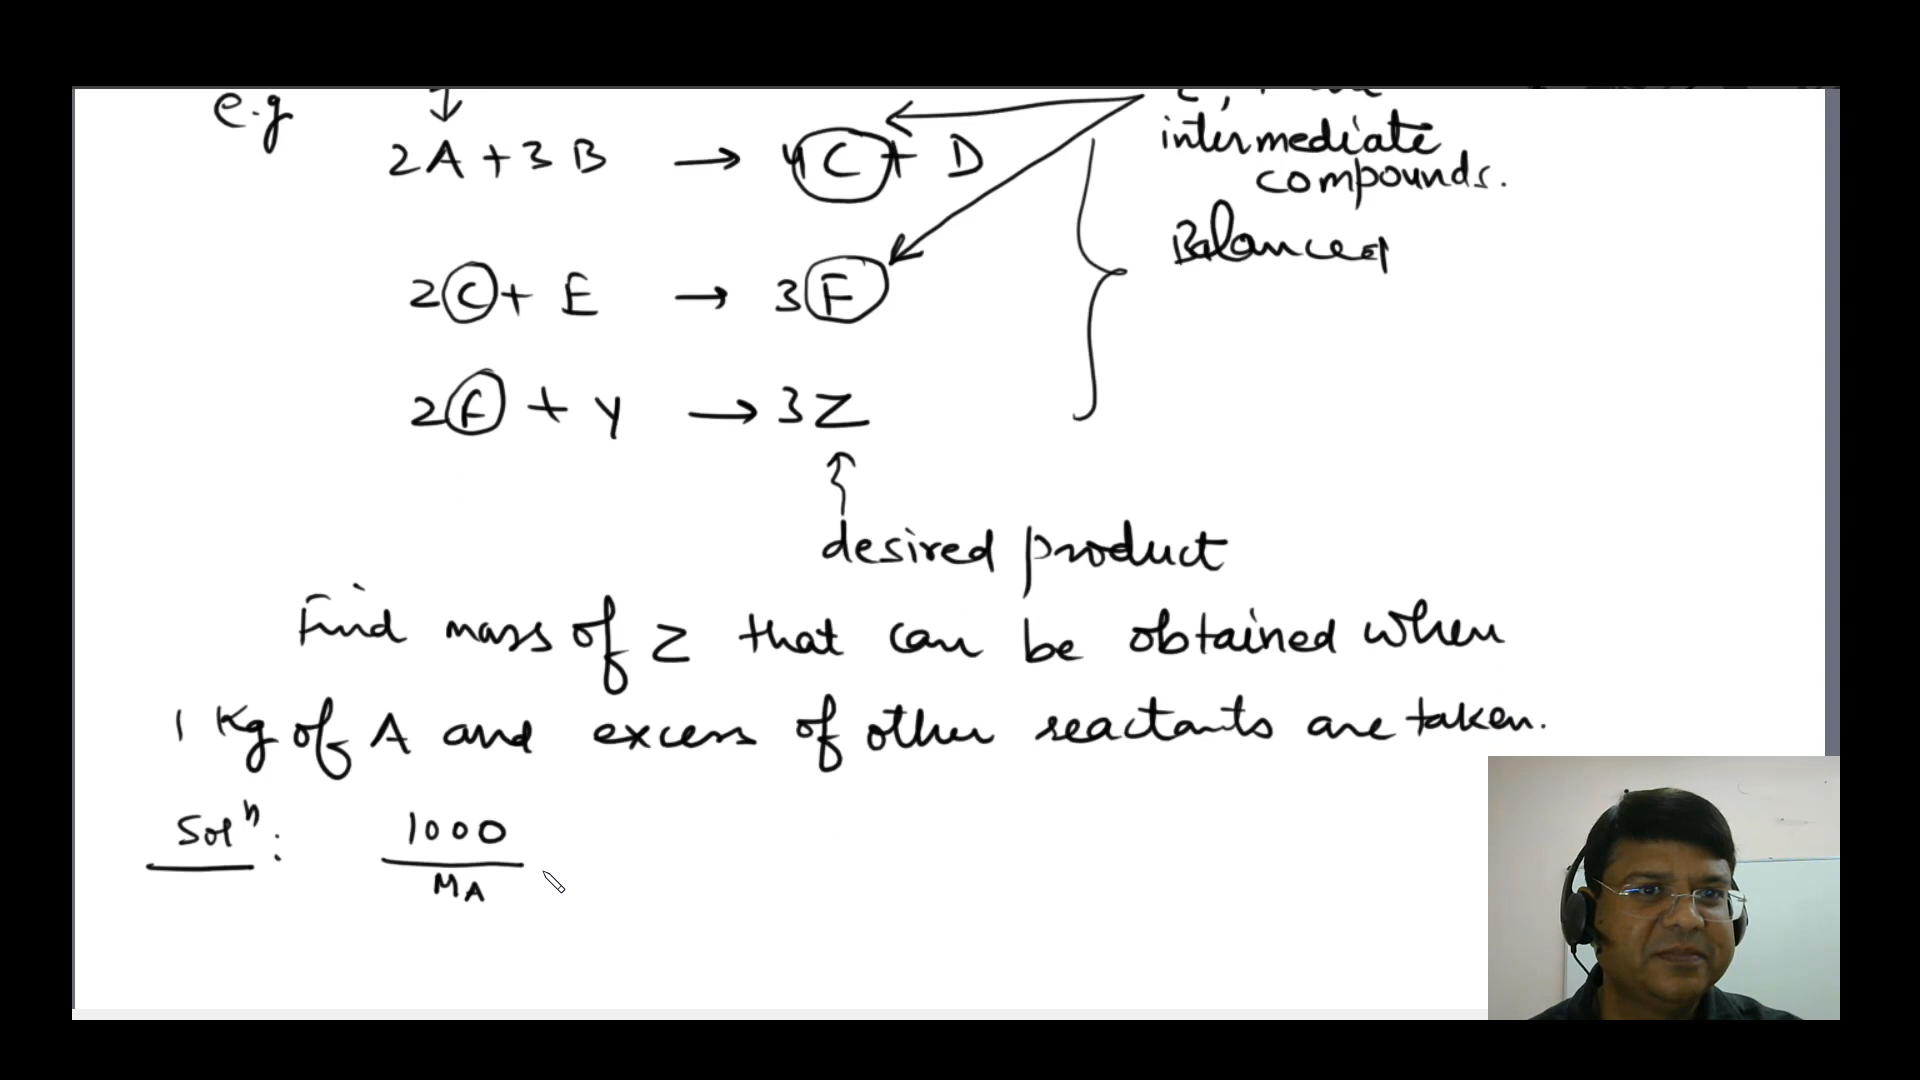 e.g
2A + 3B → 4C + D
intermediate
compounds.
Balanced
2C + E → 3F
2F + Y → 3Z
desired product
Find mass of Z that can be obtained when
1 Kg of A and excess of other reactants are taken.
Solⁿ: 1000
MA